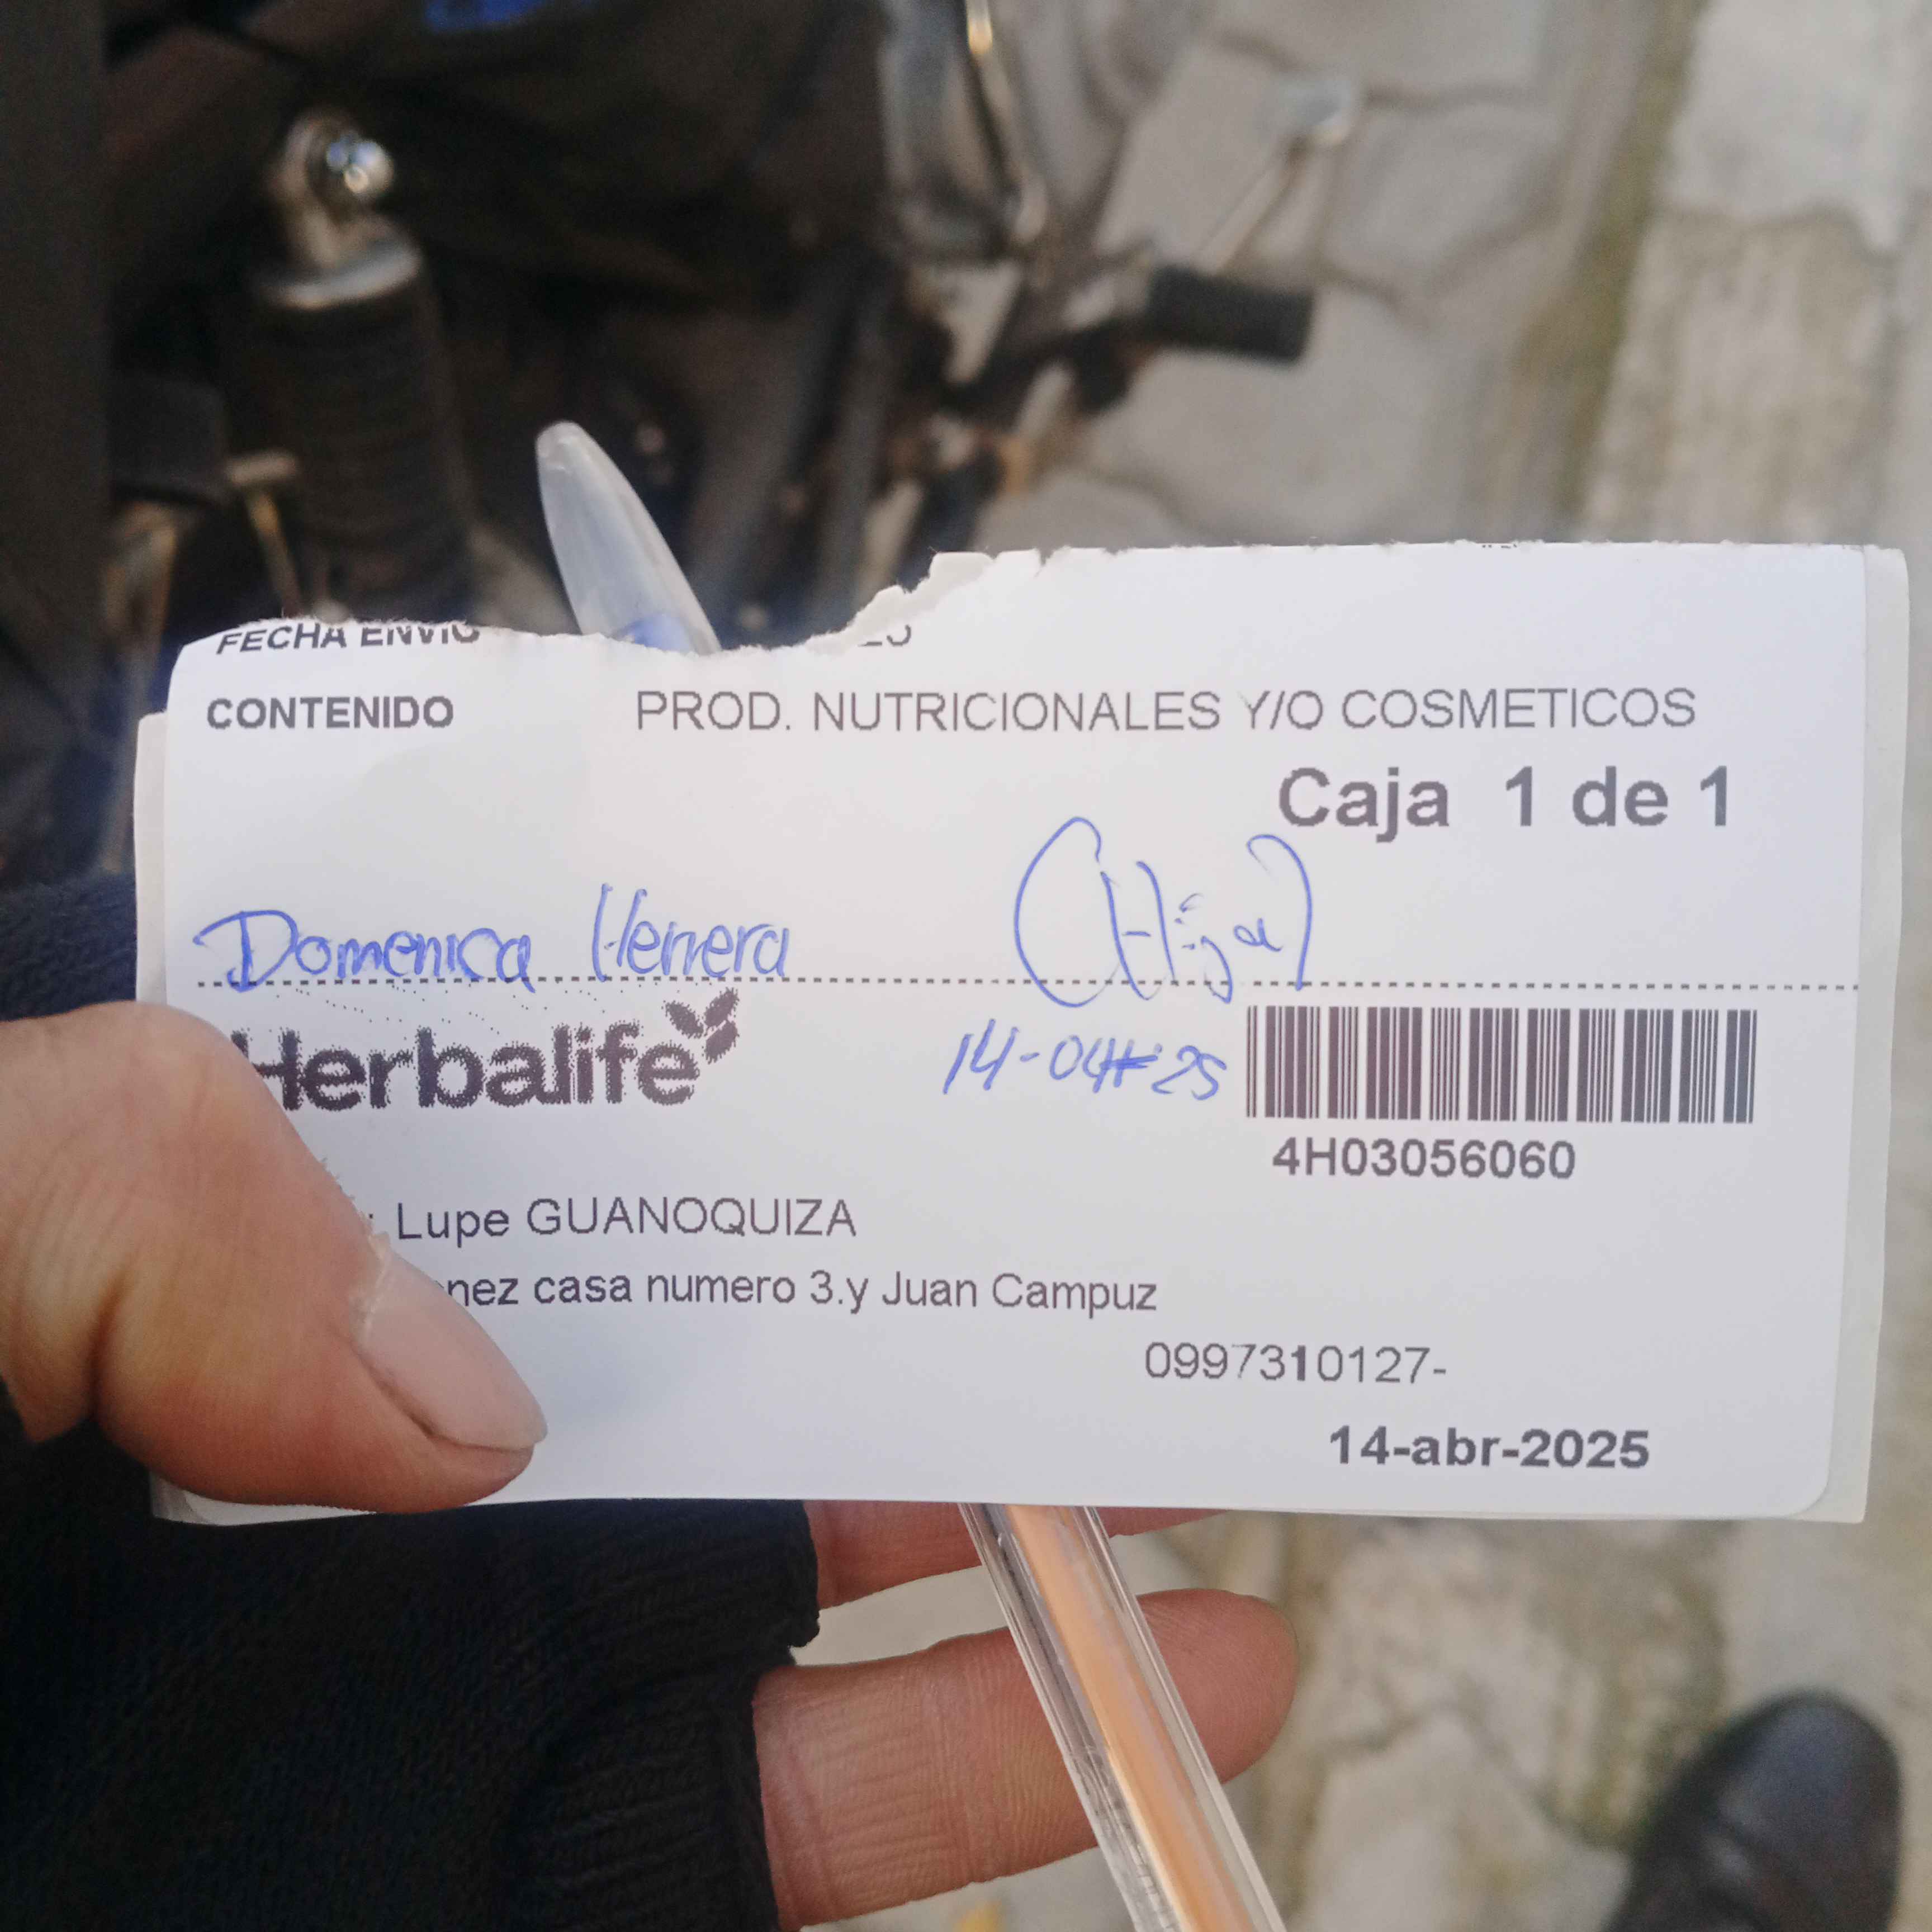 FECHA ENVIO
CONTENIDO PROD. NUTRICIONALES Y/O COSMETICOS
Caja 1 de 1
Domenica Herrera (Hija)
Herbalife
14-04-25
4H03056060
: Lupe GUANOQUIZA
nez casa numero 3.y Juan Campuz
0997310127-
14-abr-2025